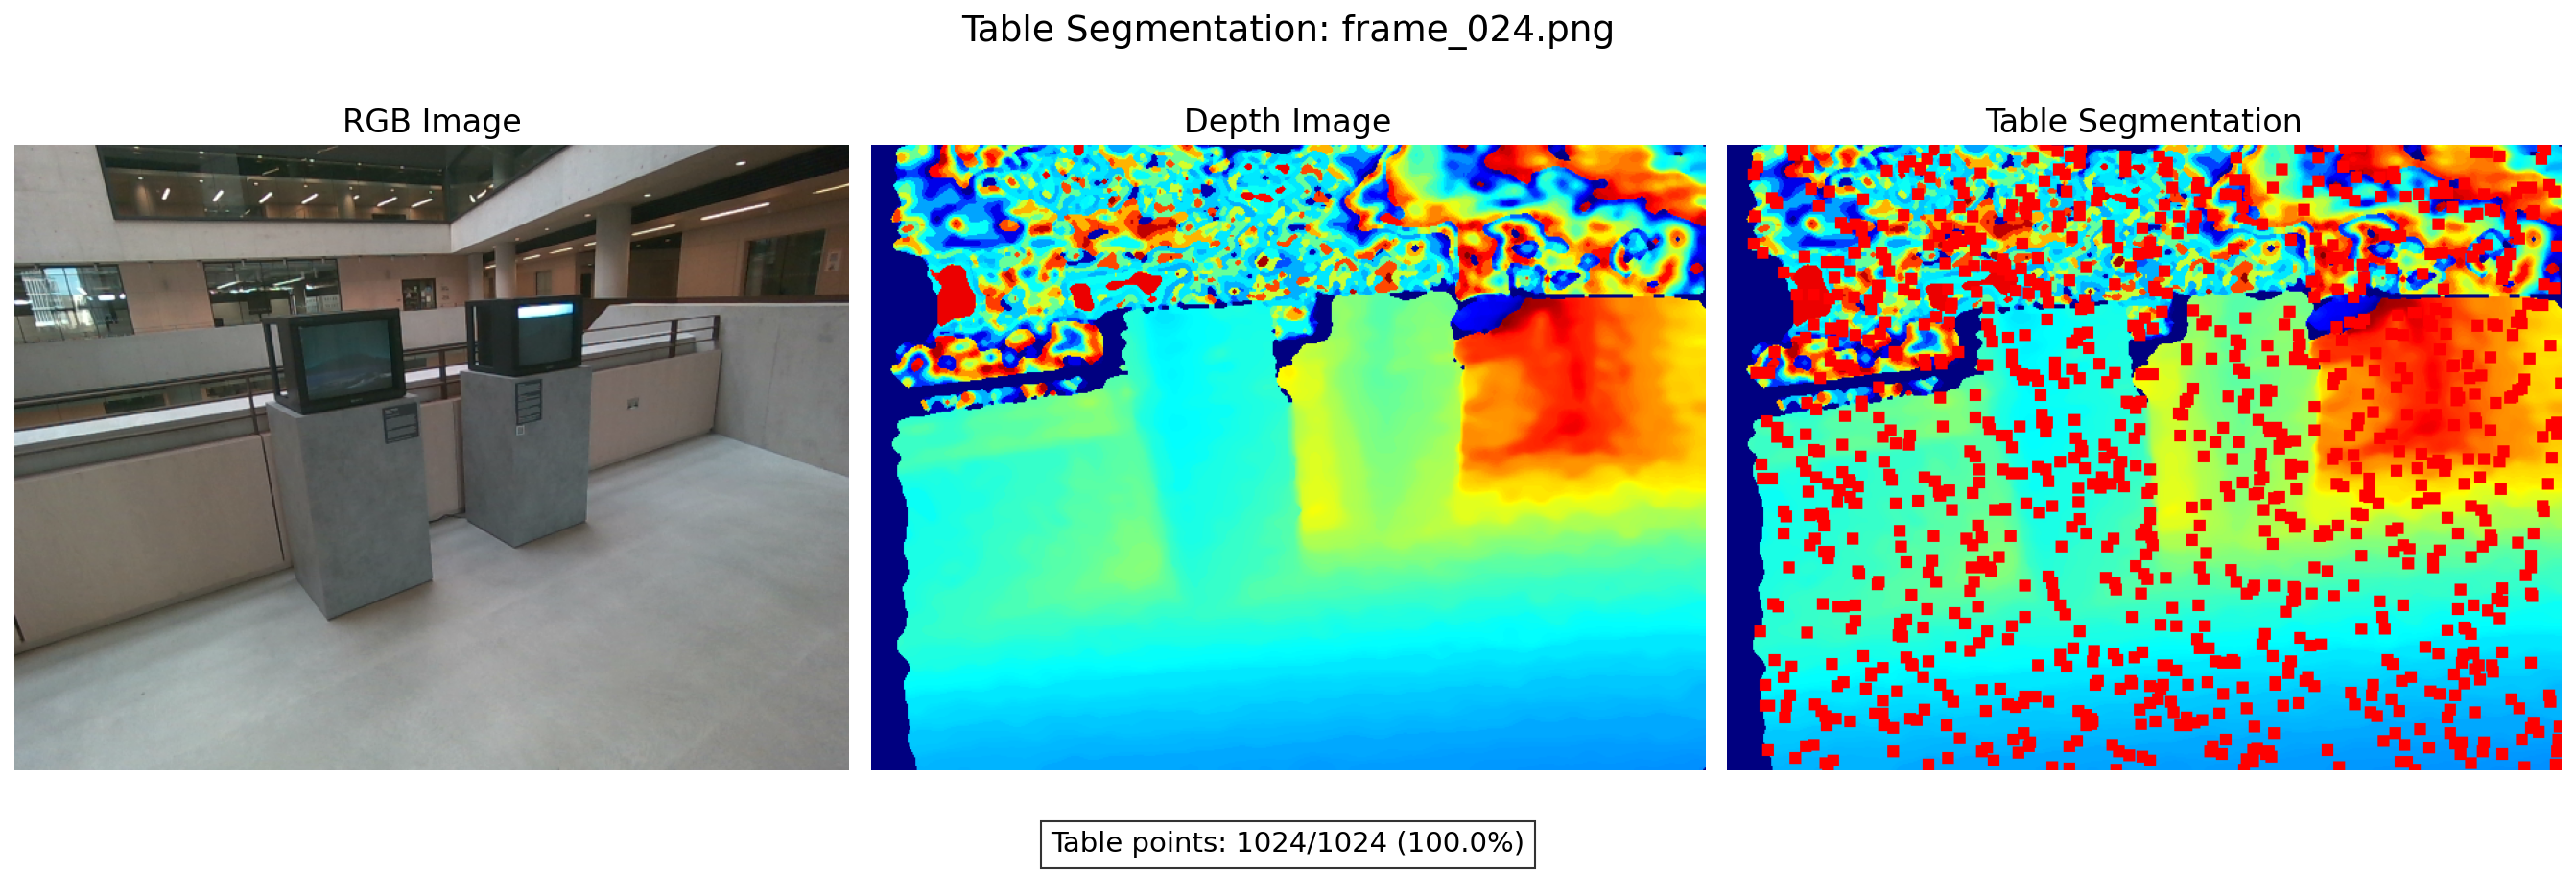 Table Segmentation: frame_024.png
RGB Image
Depth Image
Table Segmentation
Table points: 1024/1024 (100.0%)